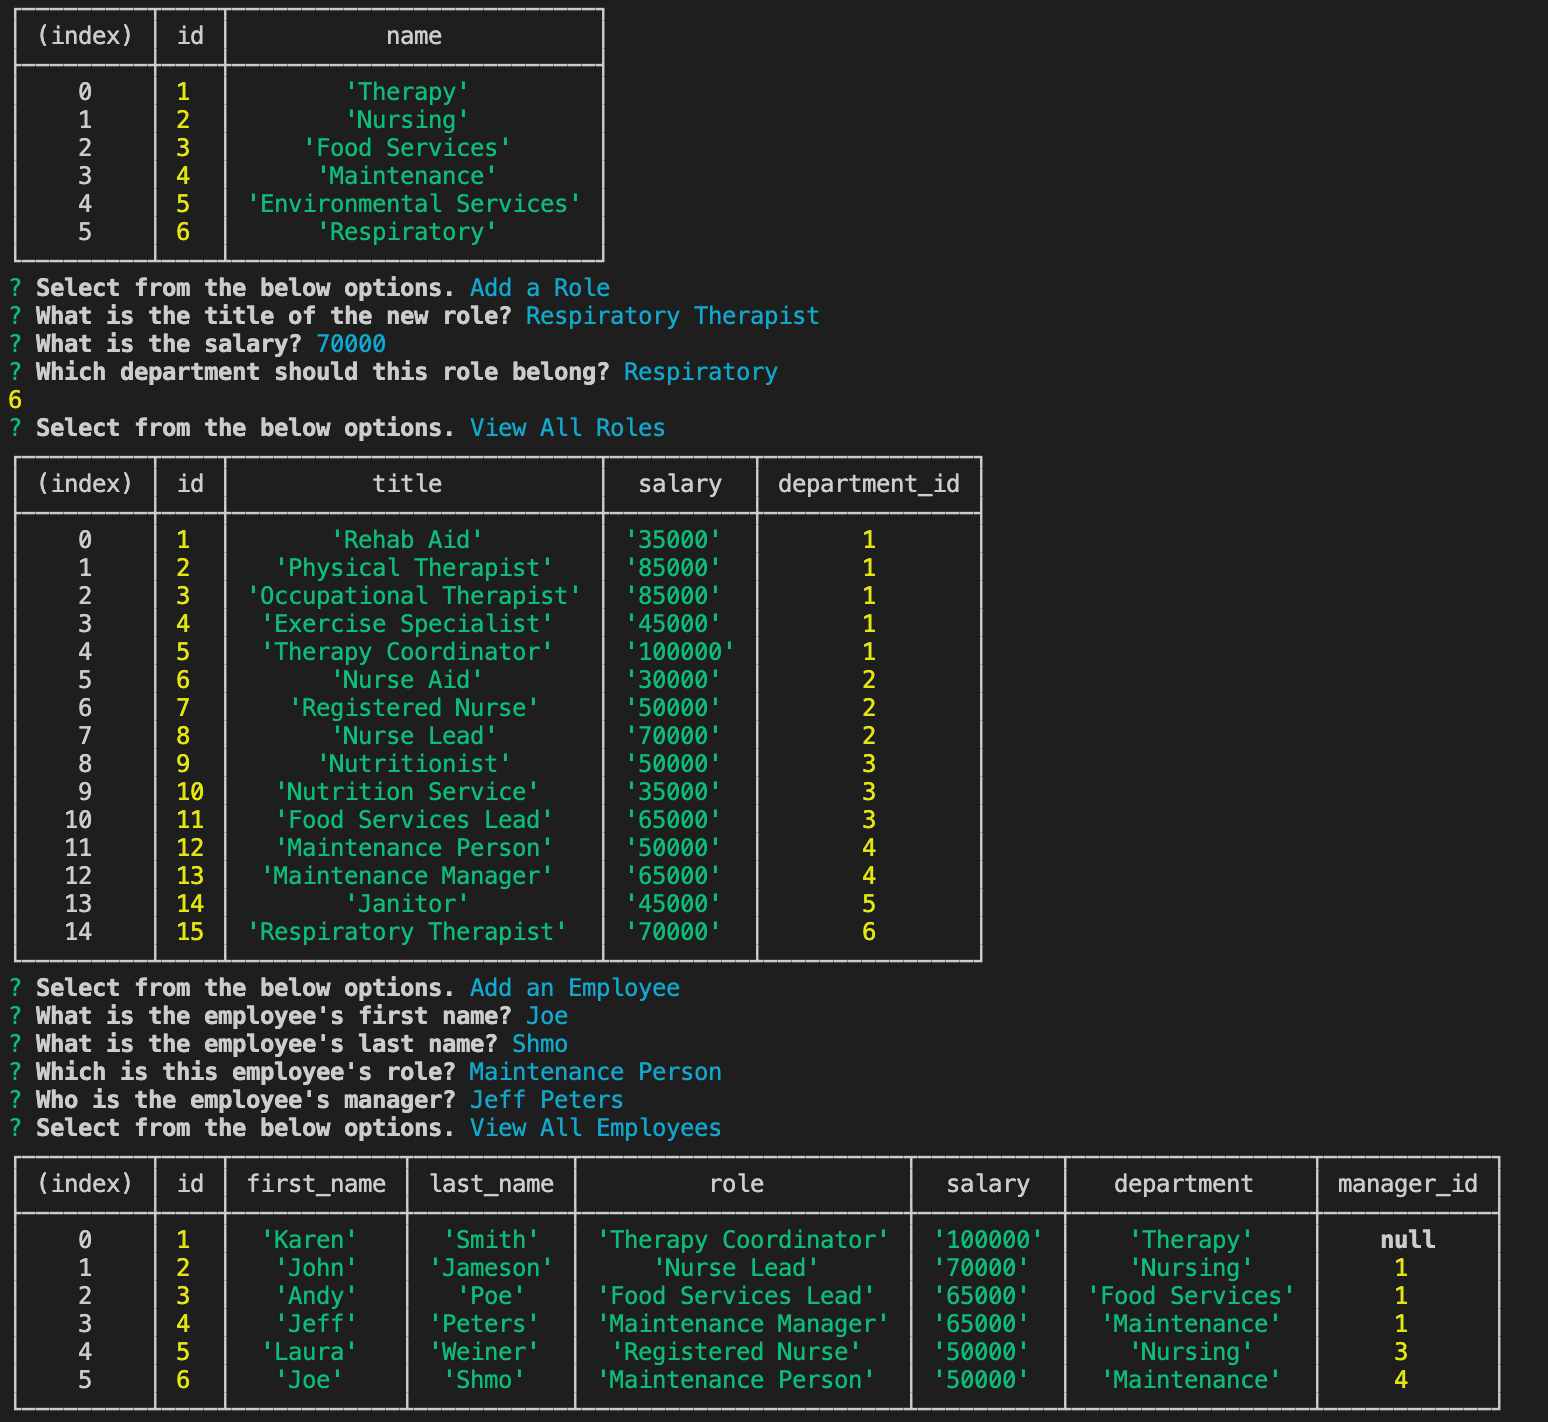 (index) id name
0 1 'Therapy'
1 2 'Nursing'
2 3 'Food Services'
3 4 'Maintenance'
4 5 'Environmental Services'
5 6 'Respiratory'
? Select from the below options. Add a Role
? What is the title of the new role? Respiratory Therapist
? What is the salary? 70000
? Which department should this role belong? Respiratory
6
? Select from the below options. View All Roles
(index) id title salary department_id
0 1 'Rehab Aid' '35000' 1
1 2 'Physical Therapist' '85000' 1
2 3 'Occupational Therapist' '85000' 1
3 4 'Exercise Specialist' '45000' 1
4 5 'Therapy Coordinator' '100000' 1
5 6 'Nurse Aid' '30000' 2
6 7 'Registered Nurse' '50000' 2
7 8 'Nurse Lead' '70000' 2
8 9 'Nutritionist' '50000' 3
9 10 'Nutrition Service' '35000' 3
10 11 'Food Services Lead' '65000' 3
11 12 'Maintenance Person' '50000' 4
12 13 'Maintenance Manager' '65000' 4
13 14 'Janitor' '45000' 5
14 15 'Respiratory Therapist' '70000' 6
? Select from the below options. Add an Employee
? What is the employee's first name? Joe
? What is the employee's last name? Shmo
? Which is this employee's role? Maintenance Person
? Who is the employee's manager? Jeff Peters
? Select from the below options. View All Employees
(index) id first_name last_name role salary department manager_id
0 1 'Karen' 'Smith' 'Therapy Coordinator' '100000' 'Therapy' null
1 2 'John' 'Jameson' 'Nurse Lead' '70000' 'Nursing' 1
2 3 'Andy' 'Poe' 'Food Services Lead' '65000' 'Food Services' 1
3 4 'Jeff' 'Peters' 'Maintenance Manager' '65000' 'Maintenance' 1
4 5 'Laura' 'Weiner' 'Registered Nurse' '50000' 'Nursing' 3
5 6 'Joe' 'Shmo' 'Maintenance Person' '50000' 'Maintenance' 4